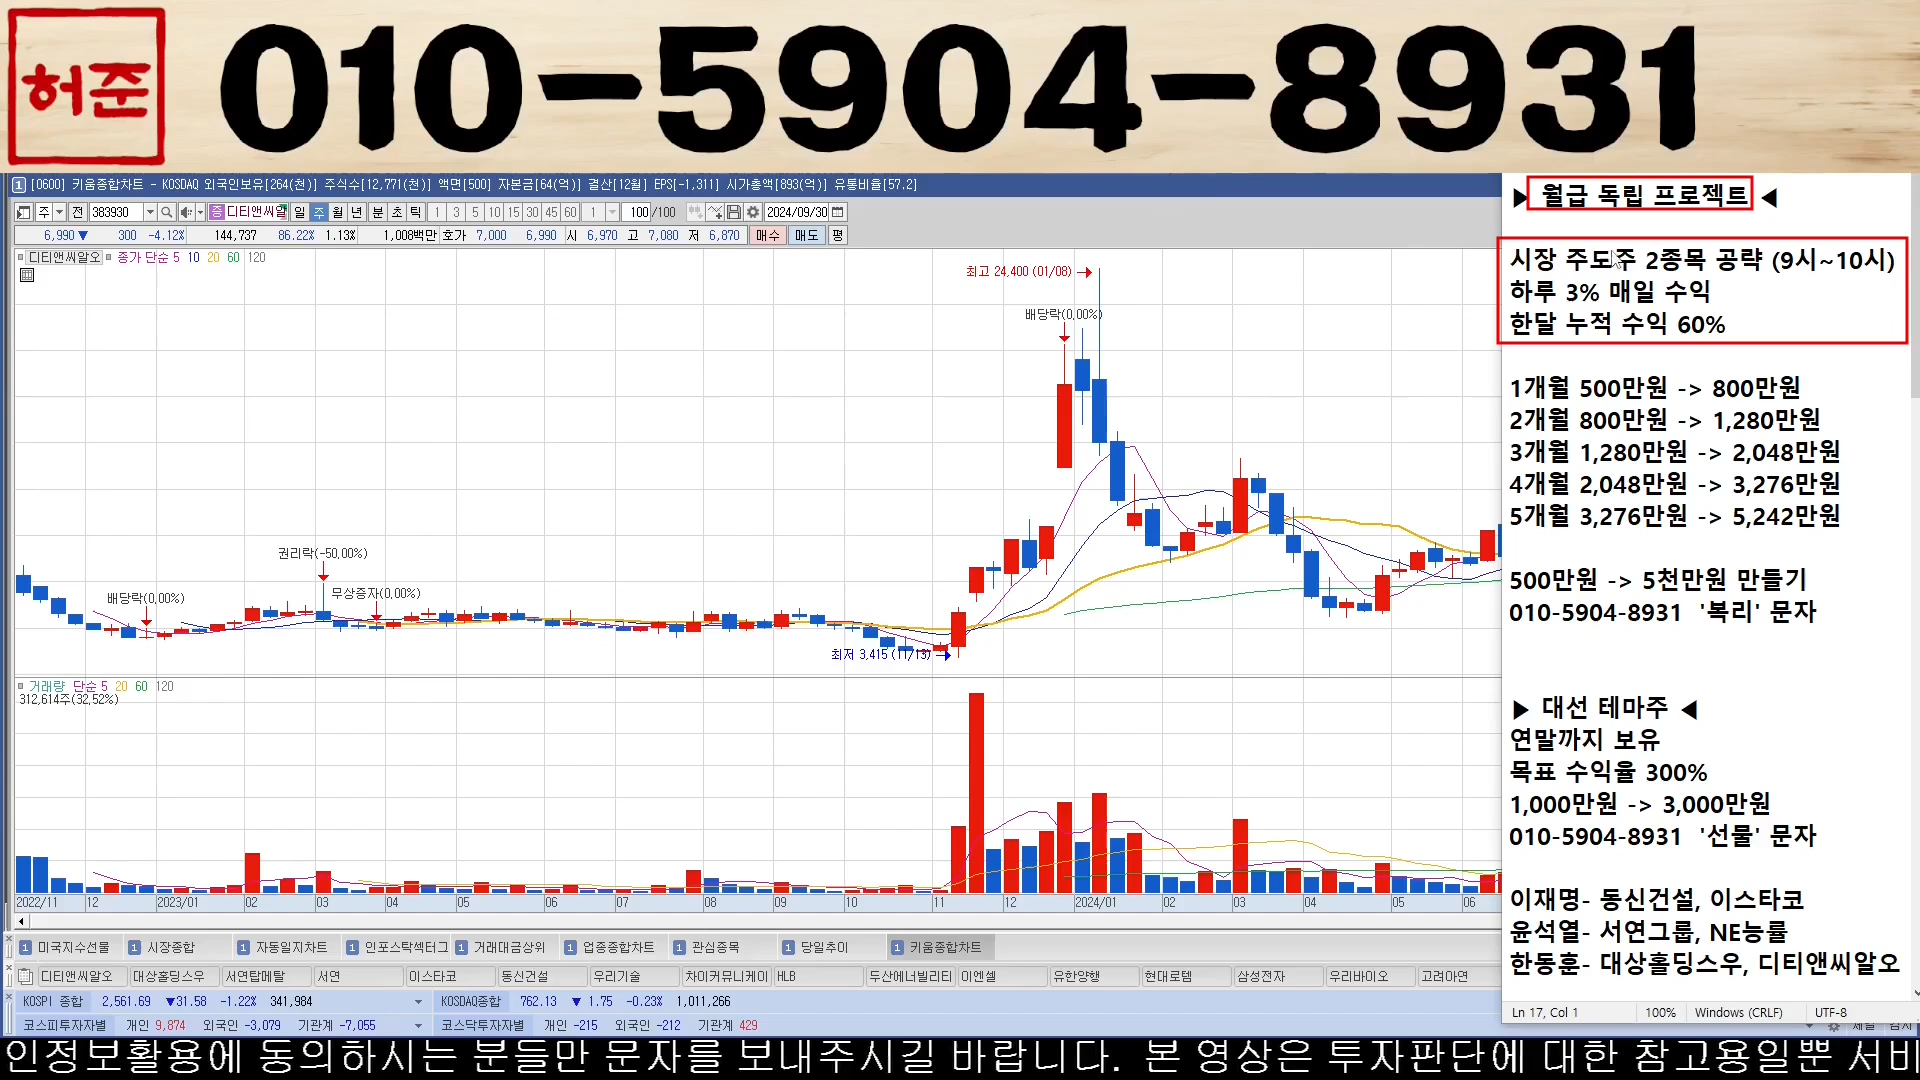 허준
010-5904-8931
1 [0600] 키움종합차트 - KOSDAQ 외국인보유[264(천)] 주식수[12,771(천)] 액면[500] 자본금[64(억)] 결산[12월] EPS[-1,311] 시가총액[893(억)] 유통비율[57.2]
주 전 383930 증 디티앤씨알 일 주 월 년 분 초 틱 1 3 5 10 15 30 45 60 1 100 /100 2024/09/30
6,990 ▼ 300 -4.12% 144,737 86.22% 1.13% 1,008백만 호가 7,000 6,990 시 6,970 고 7,080 저 6,870 매수 매도 평
디티앤씨알오 종가 단순 5 10 20 60 120
최고 24,400 (01/08)
배당락(0,00%)
권리락(-50,00%)
무상증자(0,00%)
배당락(0,00%)
최저 3,415 (11/13)
거래량 단순 5 20 60 120
312,614주(32,52%)
2022/11 12 2023/01 02 03 04 05 06 07 08 09 10 11 12 2024/01 02 03 04 05 06
1 미국지수선물 1 시장종합 1 자동일지차트 1 인포스탁섹터그 1 거래대금상위 1 업종종합차트 1 관심종목 1 당일추이 1 키움종합차트
디티앤씨알오 대상홀딩스우 서연탑메탈 서연 이스타코 동신건설 우리기술 차이커뮤니케이 HLB 두산에너빌리티 이엔셀 유한양행 현대로템 삼성전자 우리바이오 고려아연
KOSPI 종합 2,561.69 ▼31.58 -1.22% 341,984 KOSDAQ종합 762.13 ▼ 1.75 -0.23% 1,011,266
코스피투자자별 개인 9,874 외국인 -3,079 기관계 -7,055 코스닥투자자별 개인 -215 외국인 -212 기관계 429
▶ 월급 독립 프로젝트 ◀
시장 주도주 2종목 공략 (9시~10시)
하루 3% 매일 수익
한달 누적 수익 60%
1개월 500만원 -> 800만원
2개월 800만원 -> 1,280만원
3개월 1,280만원 -> 2,048만원
4개월 2,048만원 -> 3,276만원
5개월 3,276만원 -> 5,242만원
500만원 -> 5천만원 만들기
010-5904-8931 '복리' 문자
▶ 대선 테마주 ◀
연말까지 보유
목표 수익율 300%
1,000만원 -> 3,000만원
010-5904-8931 '선물' 문자
이재명- 동신건설, 이스타코
윤석열- 서연그룹, NE능률
한동훈- 대상홀딩스우, 디티앤씨알오
Ln 17, Col 1 100% Windows (CRLF) UTF-8
인정보활용에 동의하시는 분들만 문자를 보내주시길 바랍니다. 본 영상은 투자판단에 대한 참고용일뿐 서비